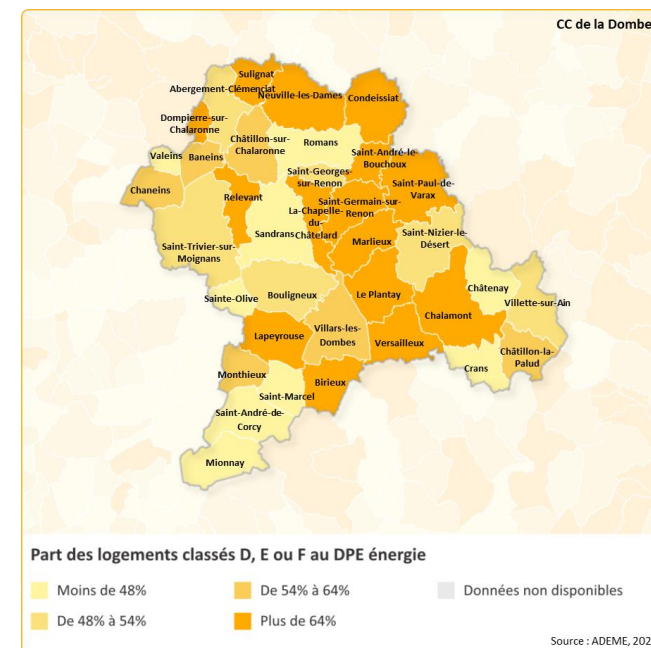 CC de la Dombe
Sulignat
Abergement-Clémenciat
Neuville-les-Dames
Condeissiat
Dompierre-sur-
Chalaronne
Châtillon-sur-
Chalaronne
Romans
Valeins
Baneins
Saint-André-le-
Bouchoux
Saint-Georges-
sur-Renon
Chaneins
Relevant
Saint-Paul-de-
Varax
Saint-Germain-sur-
Renon
La-Chapelle-
du-
Châtelard
Sandrans
Marlieux
Saint-Nizier-le-
Désert
Saint-Trivier-sur-
Moignans
Sainte-Olive
Bouligneux
Le Plantay
Châtenay
Villette-sur-Ain
Chalamont
Lapeyrouse
Villars-les-
Dombes
Versailleux
Châtillon-la-
Palud
Crans
Monthieux
Birieux
Saint-Marcel
Saint-André-de-
Corcy
Mionnay
Part des logements classés D, E ou F au DPE énergie
Moins de 48%
De 54% à 64%
Données non disponibles
De 48% à 54%
Plus de 64%
Source : ADEME, 202